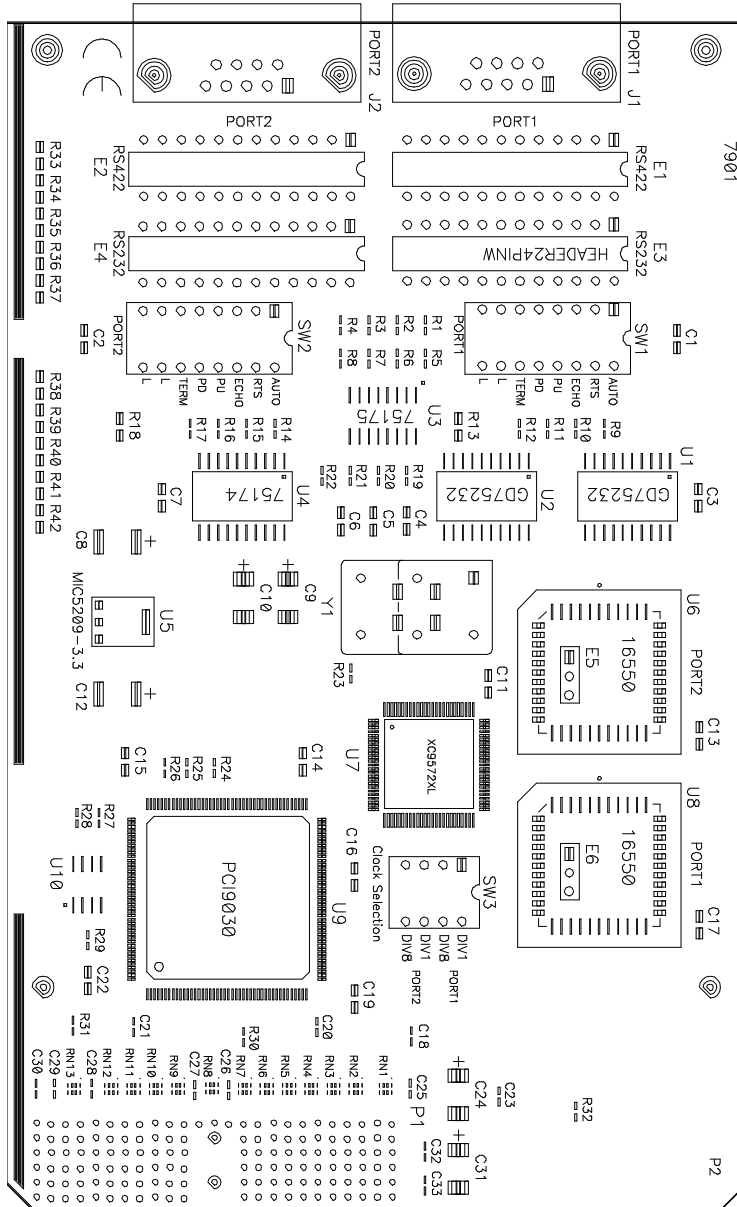 PORT2
J2
PORT1
J1
7901
PORT2
PORT1
R33
R34
R35
R36
R37
E2
RS422
E1
RS422
E4
RS232
E3
RS232
HEADER24PINW
C2
PORT2
SW2
R4
R3
R2
R1
PORT1
SW1
C1
R8
R7
R6
R5
L
L
TERM
PD
PU
ECHO
RTS
AUTO
L
L
TERM
PD
PU
ECHO
RTS
AUTO
R38
R39
R40
R41
R42
R18
R17
R16
R15
R14
75175
U3
R13
R12
R11
R10
R9
C7
75174
U4
R22
R21
R20
R19
GD75232
U2
GD75232
U1
C3
C6
C5
C4
C8
+
+
+
C10
C9
MIC5209-3.3
U5
Y1
U6
16550
E5
PORT2
C12
+
R23
C11
C13
C15
R26
R25
R24
C14
U7
XC9572XL
U8
16550
E6
PORT1
R28
R27
U10
PCI9030
U9
C16
Clock Selection
SW3
DIV8
DIV1
DIV8
DIV1
C17
R29
C22
C19
PORT2
PORT1
R31
C21
R30
C20
C18
C30
C29
RN13
C28
RN12
RN11
RN10
RN9
C27
RN8
C26
RN7
RN6
RN5
RN4
RN3
RN2
RN1
C25
P1
+
C24
C23
R32
+
C31
C32
C33
P2